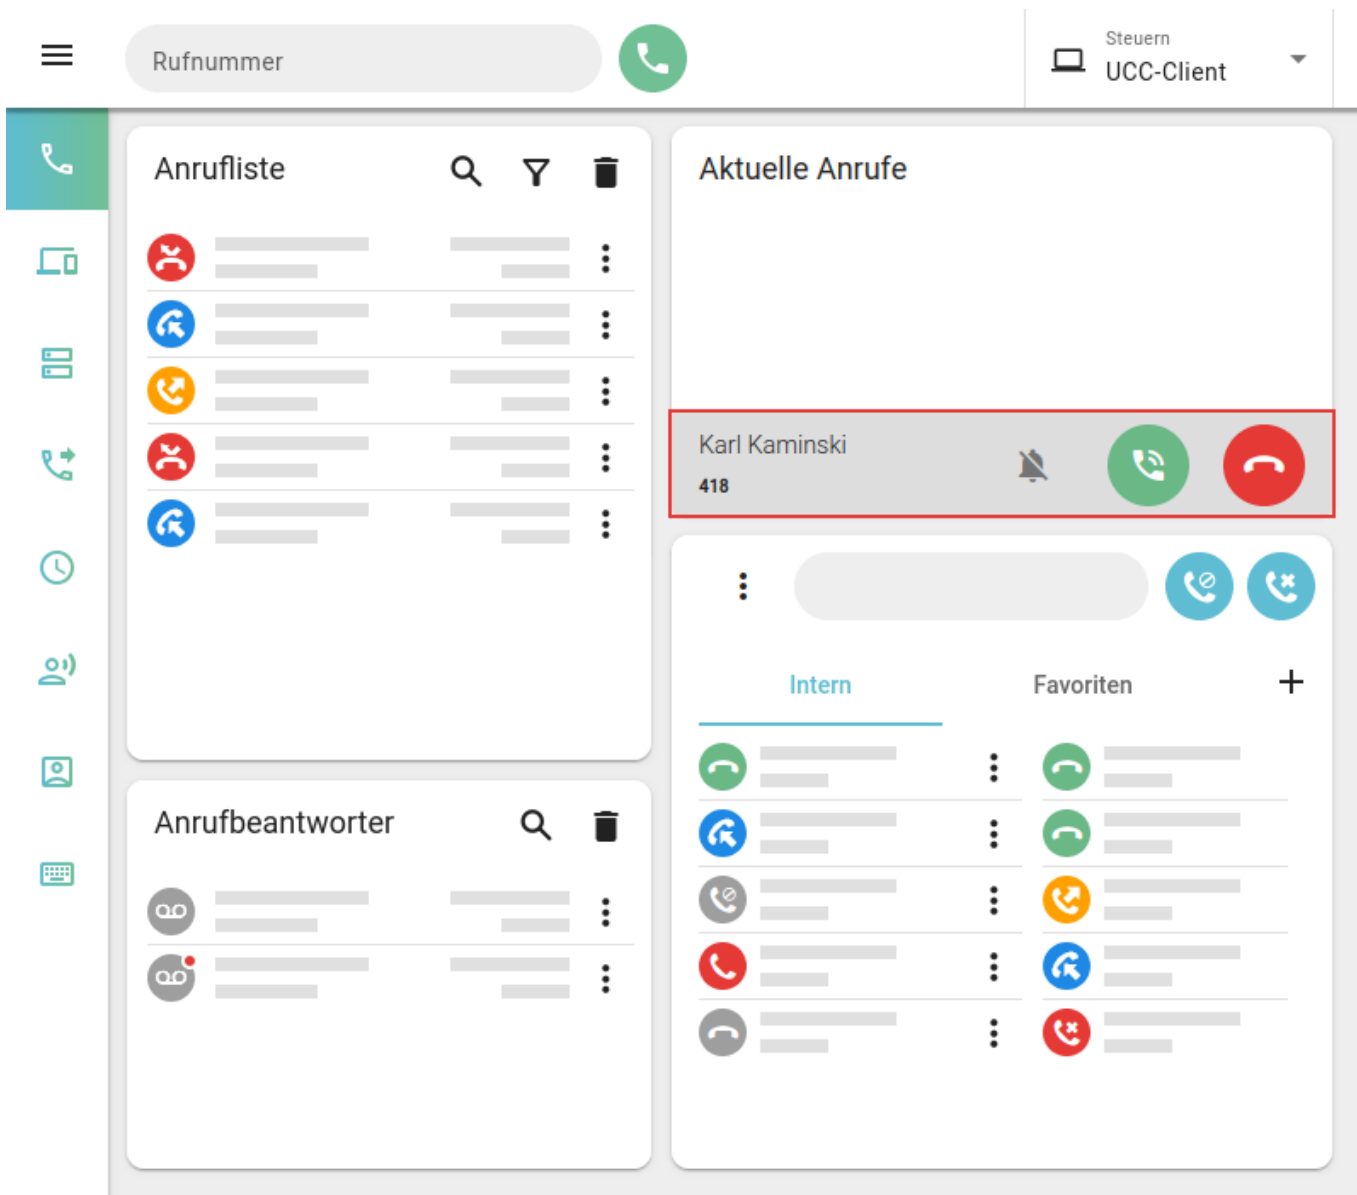 Rufnummer
Steuern
UCC-Client
Anrufliste
Aktuelle Anrufe
Karl Kaminski
418
Intern
Favoriten
Anrufbeantworter